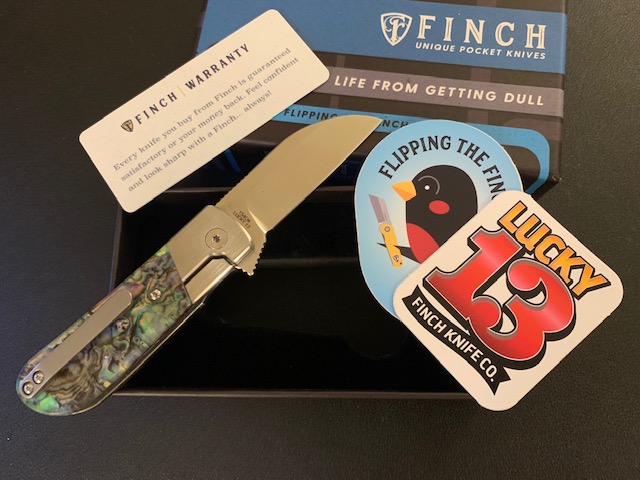 FINCH
UNIQUE POCKET KNIVES
LIFE FROM GETTING DULL
FLIPPING
NCH
FINCH | WARRANTY
Every knife you buy from Finch is guaranteed
satisfactory or your money back. Feel confident
and look sharp with a Finch... always!
FLIPPING THE FIN
LUCKY
13
FINCH KNIFE CO.